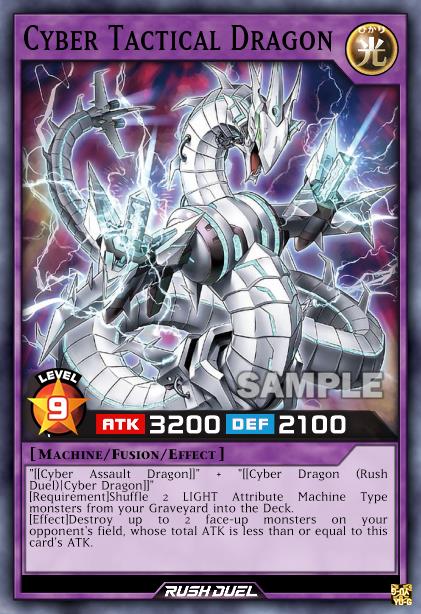 CYBER TACTICAL DRAGON
ひかり
光
SAMPLE
LEVEL
9
ATK 3200 DEF 2100
[MACHINE/FUSION/EFFECT]
"[[Cyber Assault Dragon]]" + "[[Cyber Dragon (Rush
Duel)|Cyber Dragon]]"
[Requirement]Shuffle 2 LIGHT Attribute Machine Type
monsters from your Graveyard into the Deck.
[Effect]Destroy up to 2 face-up monsters on your
opponent's field, whose total ATK is less than or equal to this
card's ATK.
RUSH DUEL